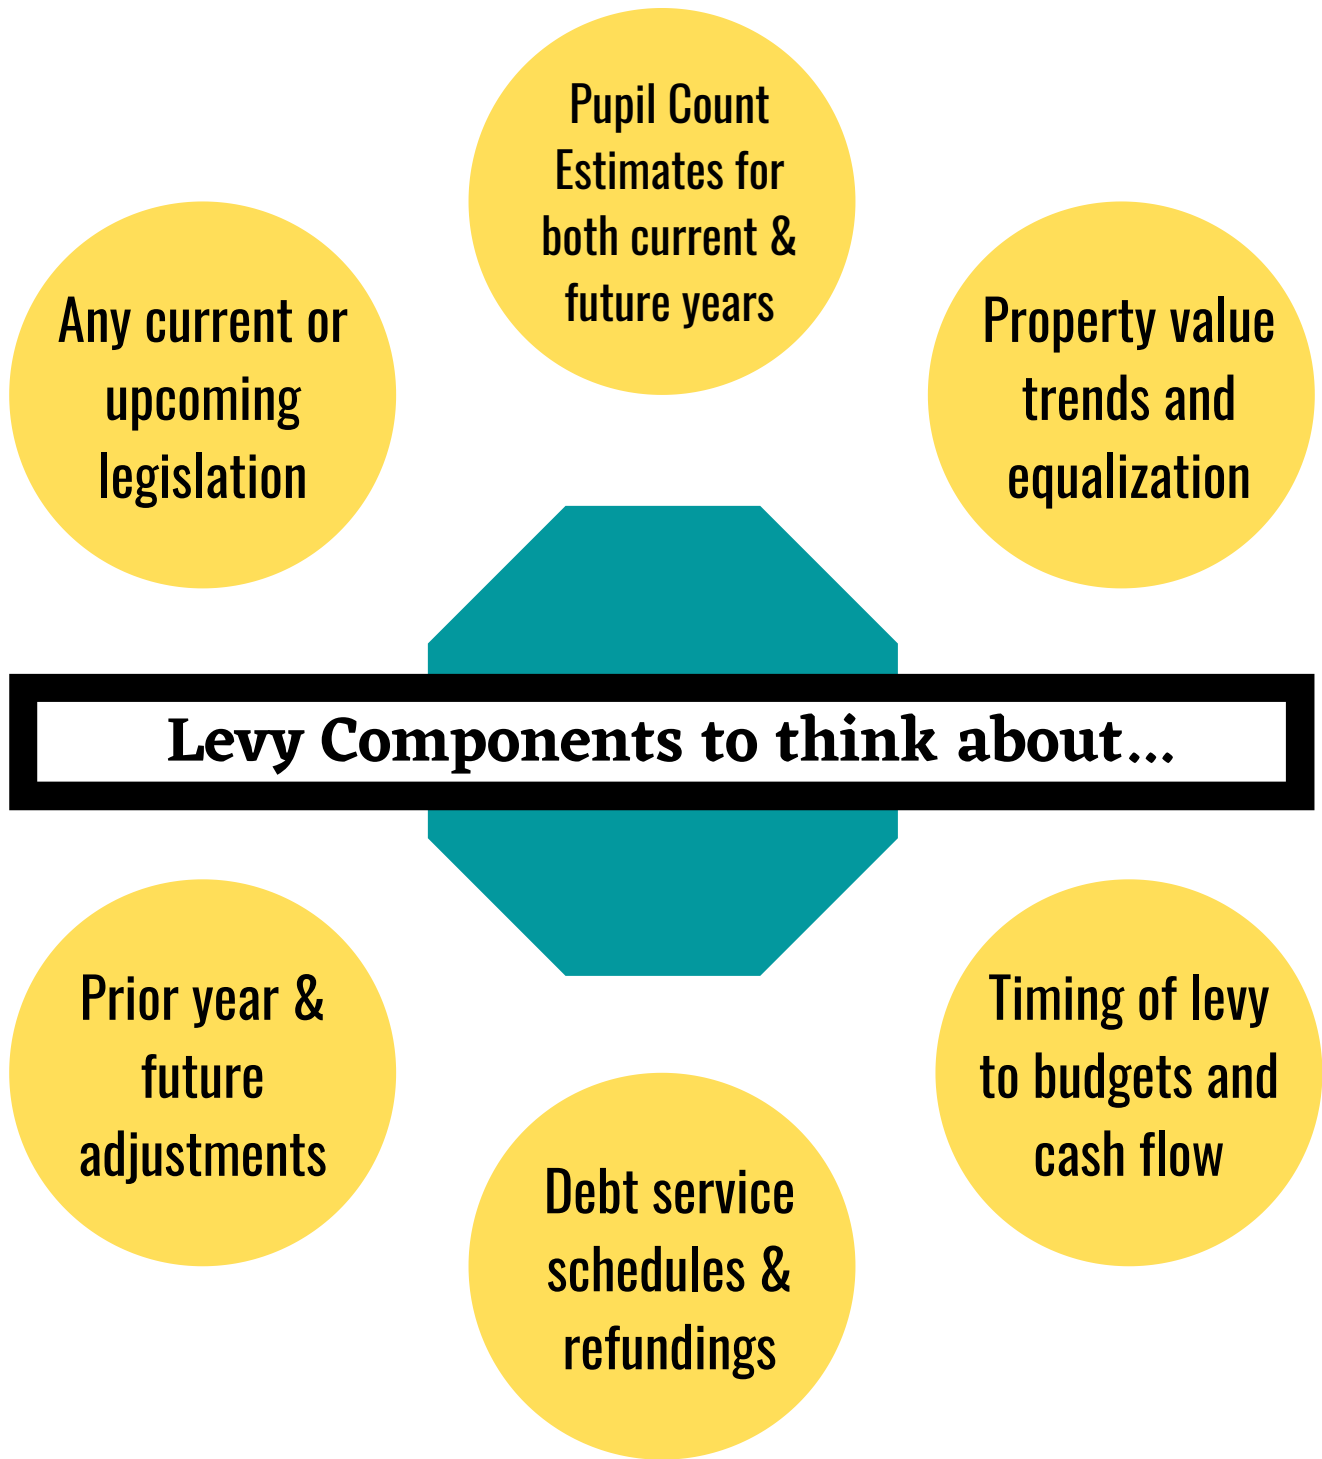 Pupil Count
Estimates for
both current &
future years
Any current or
upcoming
legislation
Property value
trends and
equalization
Levy Components to think about...
Prior year &
future
adjustments
Timing of levy
to budgets and
cash flow
Debt service
schedules &
refundings